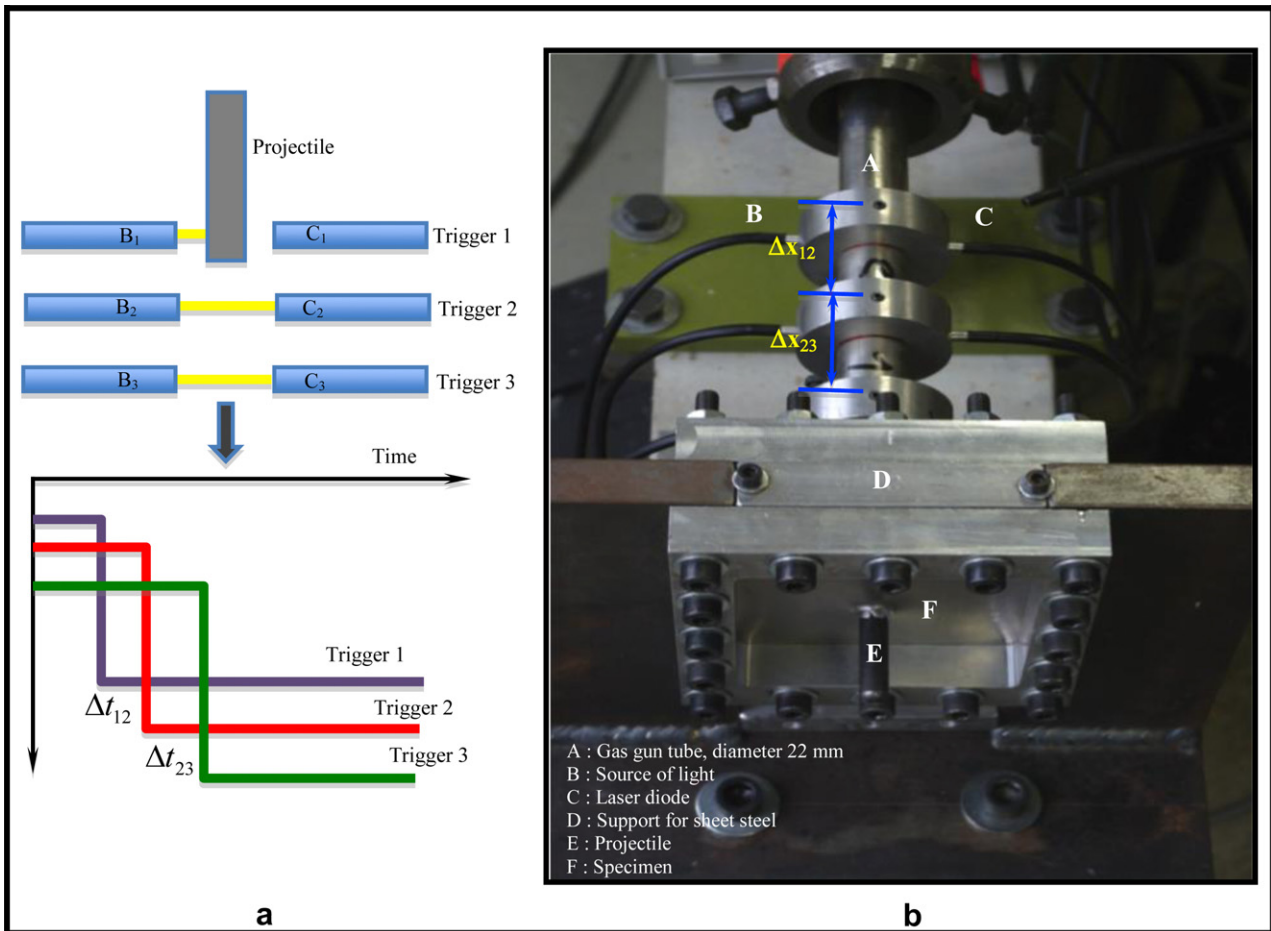 Projectile
B₁ C₁ Trigger 1
B₂ C₂ Trigger 2
B₃ C₃ Trigger 3
Time
Trigger 1
Δt₁₂
Trigger 2
Δt₂₃
Trigger 3
a
A
B
C
Δx₁₂
Δx₂₃
D
F
E
A : Gas gun tube, diameter 22 mm
B : Source of light
C : Laser diode
D : Support for sheet steel
E : Projectile
F : Specimen
b